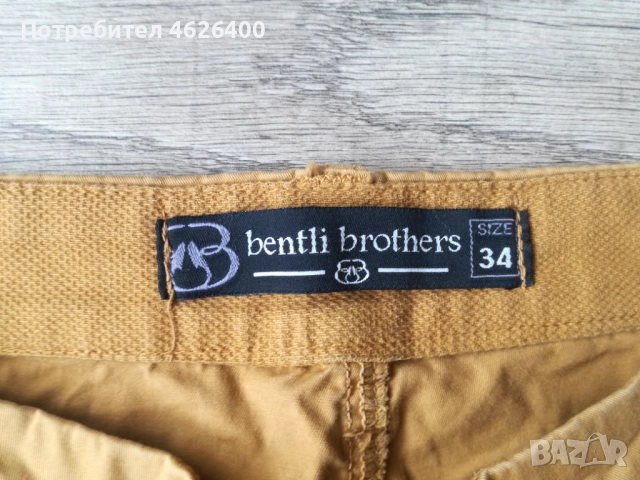 Потребител 4626400
B bentli brothers
SIZE
34
BAZAR